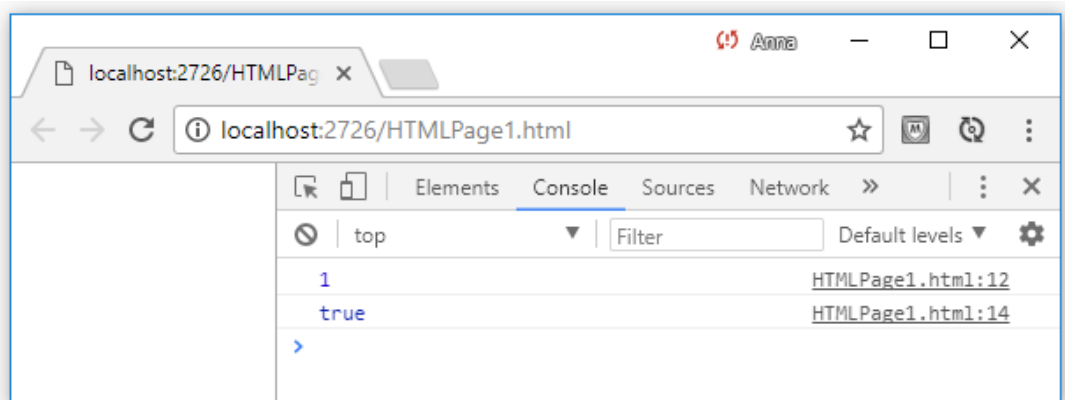 Anna
localhost:2726/HTMLPag
localhost:2726/HTMLPage1.html
Elements Console Sources Network »
top Filter Default levels
1 HTMLPage1.html:12
true HTMLPage1.html:14
>